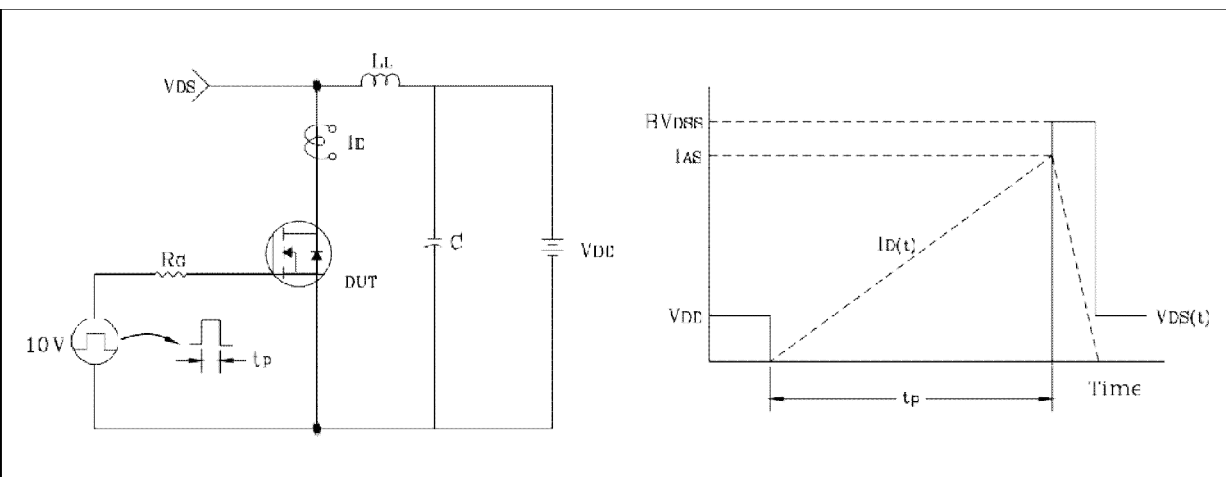 LL
VDS
ID
RG
C
VDD
DUT
10V
tp
BVDSS
IAS
ID(t)
VDD
VDS(t)
tp
Time